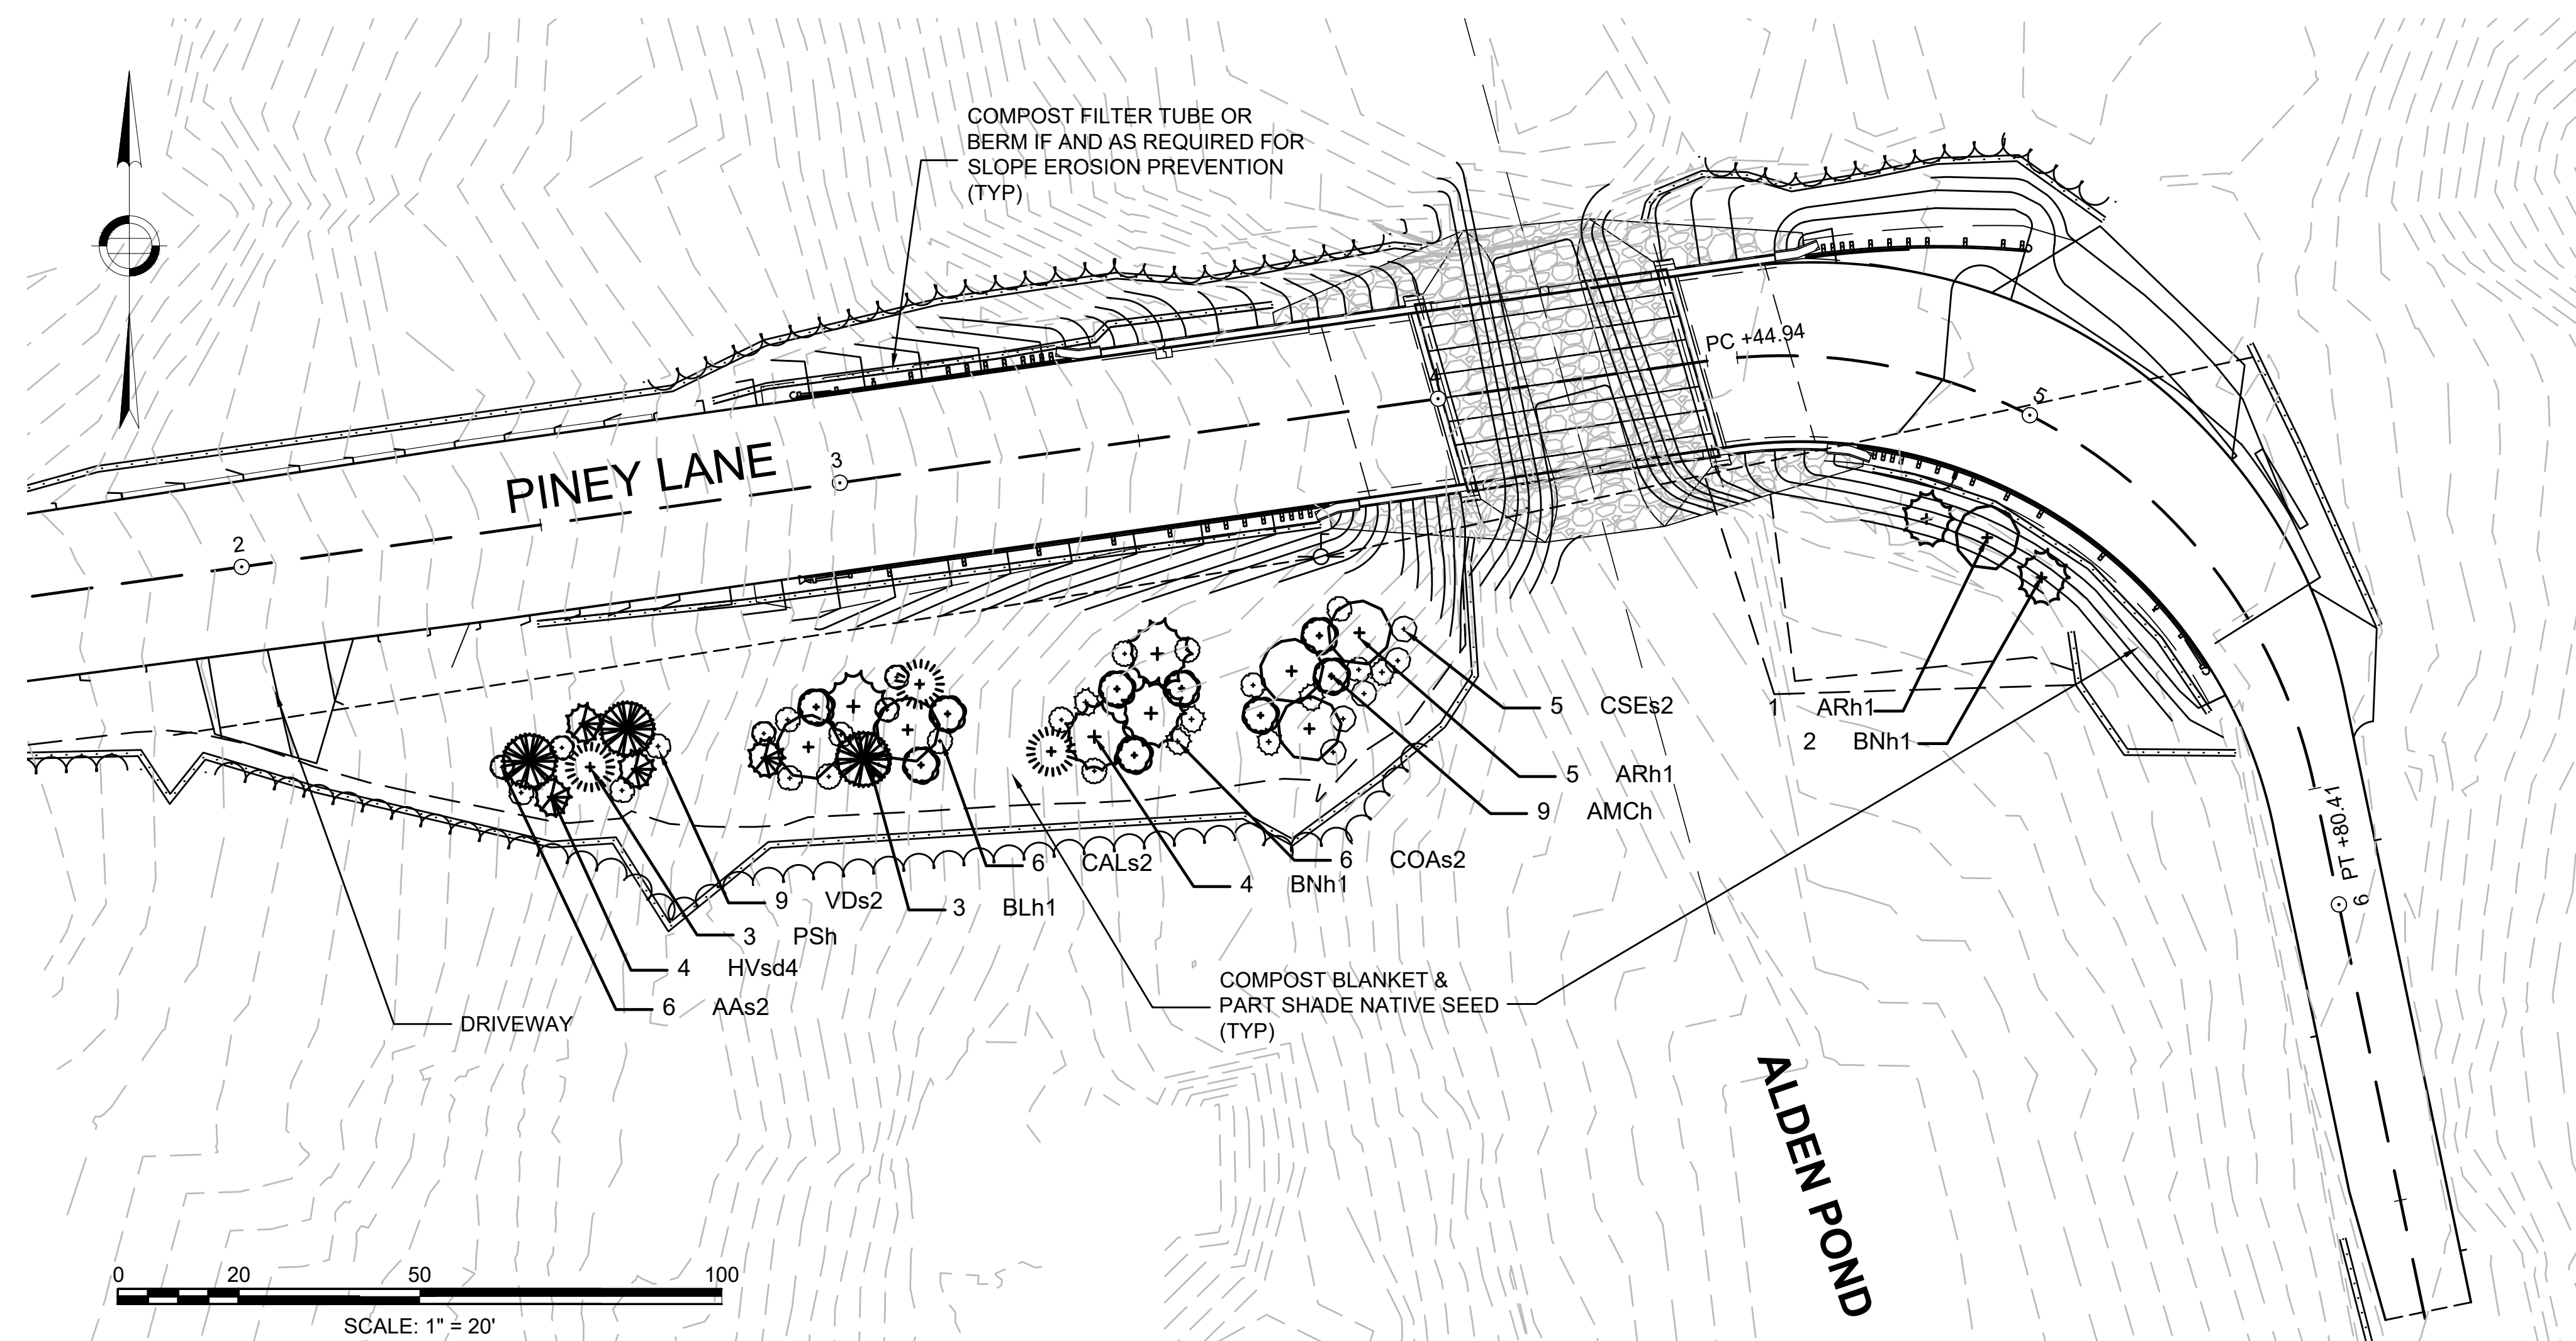 COMPOST FILTER TUBE OR
BERM IF AND AS REQUIRED FOR
SLOPE EROSION PREVENTION
(TYP)
PC +44.94
4
5
PINEY LANE
3
2
5 CSEs2
1 ARh1
2 BNh1
5 ARh1
9 AMCh
6 COAs2
6 CALs2
4 BNh1
9 VDs2
3 BLh1
3 PSh
4 HVsd4
6 AAs2
DRIVEWAY
COMPOST BLANKET &
PART SHADE NATIVE SEED
(TYP)
PT +80.41
6
ALDEN POND
0 20 50 100
SCALE: 1" = 20'